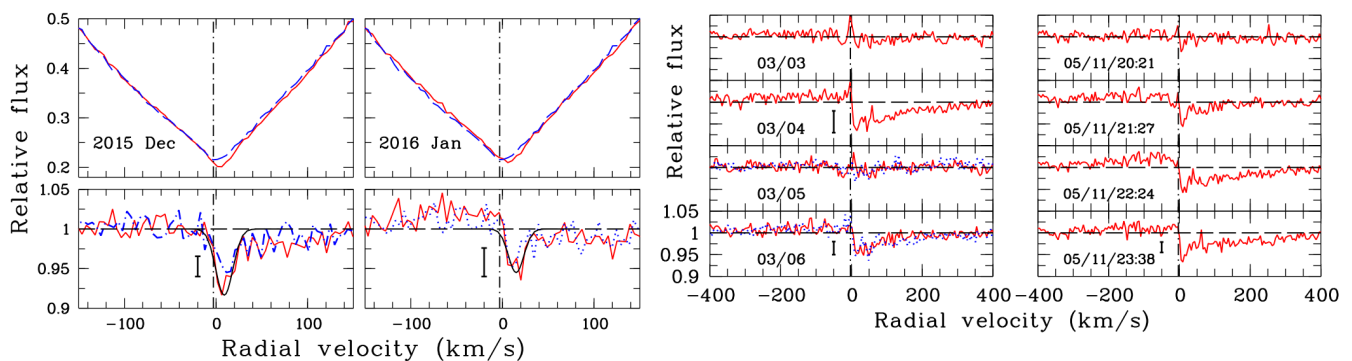 Relative flux
0.5
0.4
0.3
0.2
2015 Dec
2016 Jan
1.05
1
0.95
0.9
−100 0 100
−100 0 100
Radial velocity (km/s)
Relative flux
03/03
03/04
03/05
03/06
1.05
1
0.95
0.9
−400 −200 0 200 400
05/11/20:21
05/11/21:27
05/11/22:24
05/11/23:38
−400 −200 0 200 400
Radial velocity (km/s)